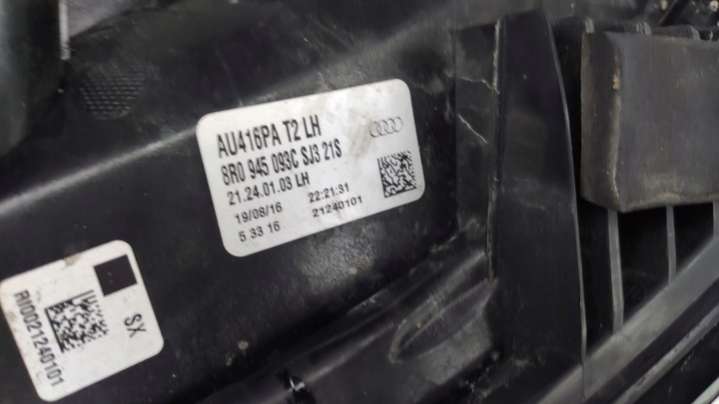 AU416PA T2 LH
8R0 945 093C SJ3 21S
21.24.01.03 LH
19/08/16 22:21:31
5 33 16 21240101
SX
RV0021240101